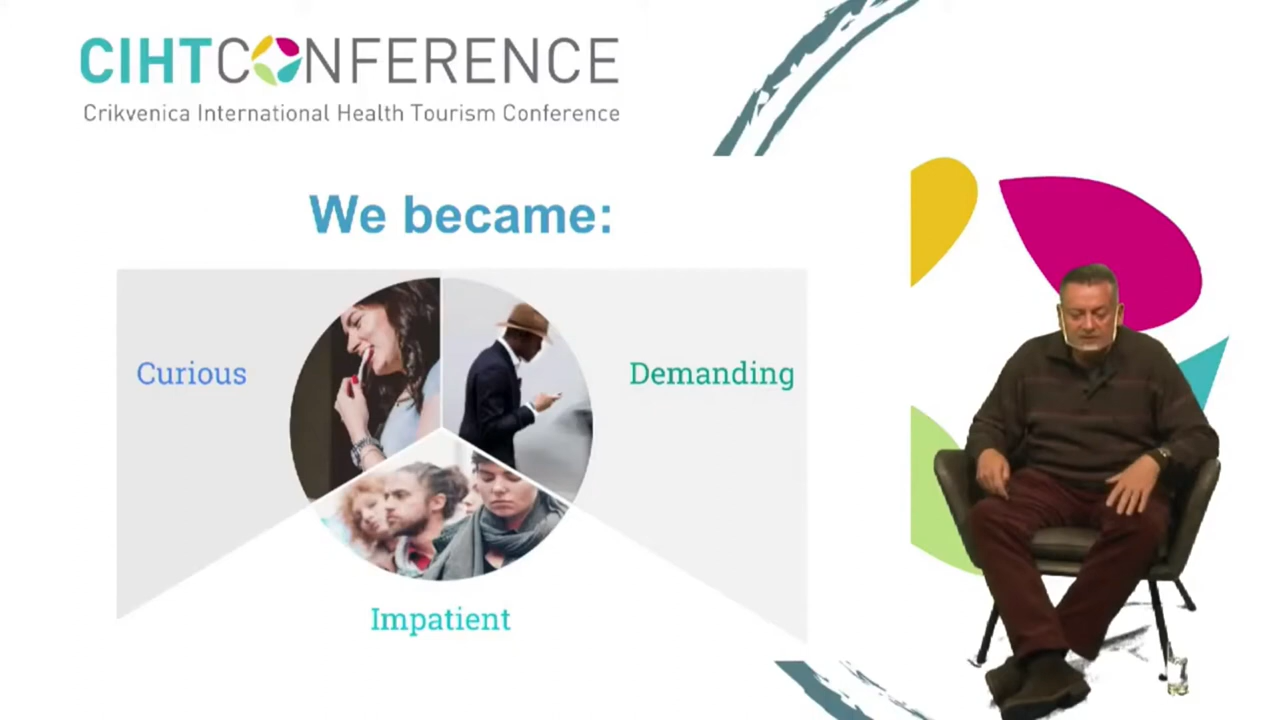 CIHTCONFERENCE
Crikvenica International Health Tourism Conference
We became:
Curious
Demanding
Impatient